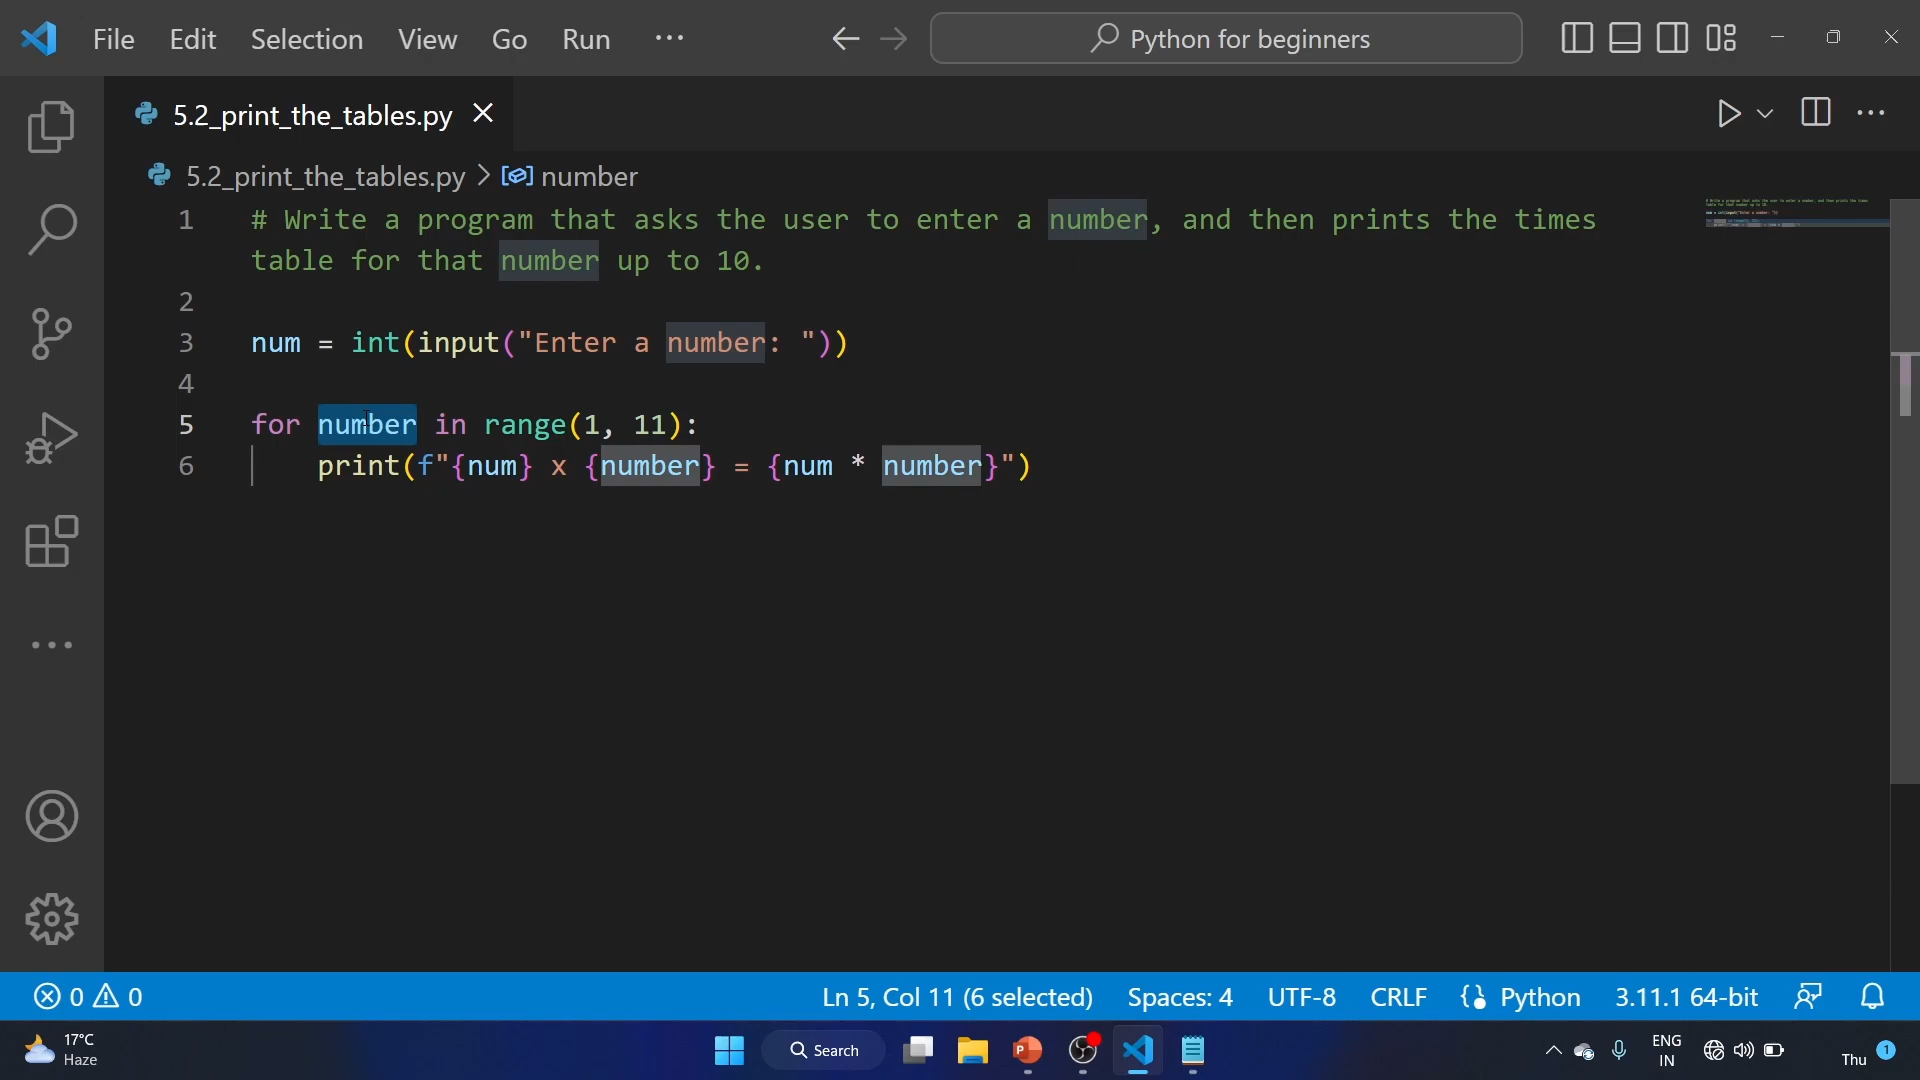 File Edit Selection View Go Run ··· Python for beginners
5.2_print_the_tables.py
5.2_print_the_tables.py > number
1 # Write a program that asks the user to enter a number, and then prints the times
table for that number up to 10.
2
3 num = int(input("Enter a number: "))
4
5 for number in range(1, 11):
6 print(f"{num} x {number} = {num * number}")
0 0 Ln 5, Col 11 (6 selected) Spaces: 4 UTF-8 CRLF {} Python 3.11.1 64-bit
17°C
Haze
Search
ENG
IN
Thu 1